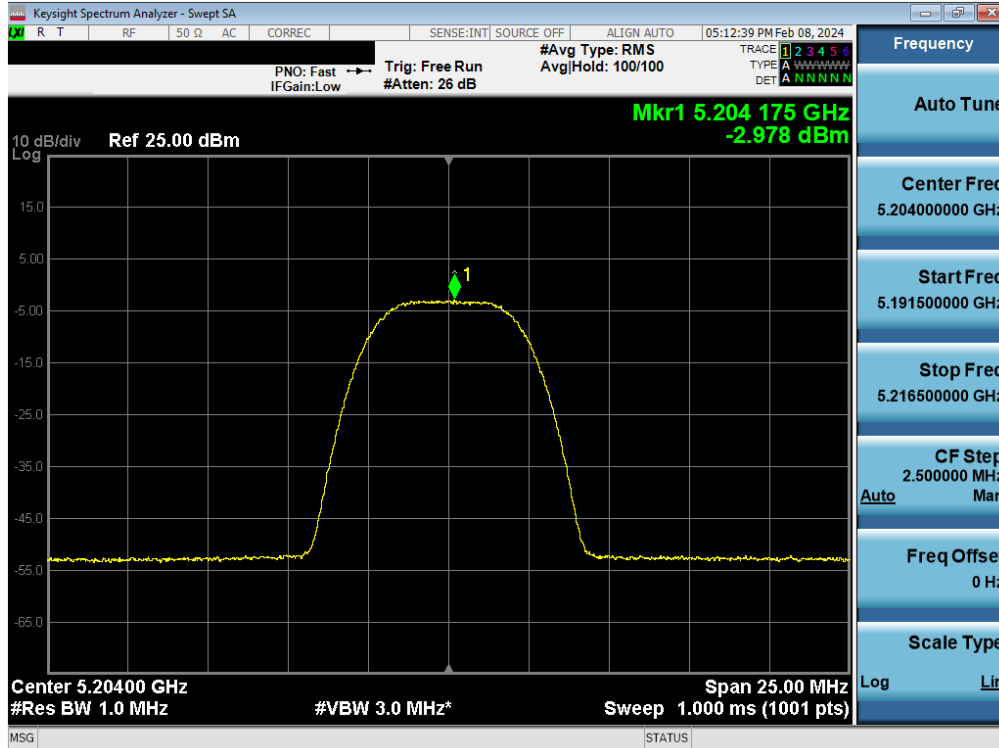 Keysight Spectrum Analyzer - Swept SA
LXI R T RF 50 Ω AC CORREC SENSE:INT SOURCE OFF ALIGN AUTO 05:12:39 PM Feb 08, 2024
PNO: Fast
IFGain:Low
Trig: Free Run
#Atten: 26 dB
#Avg Type: RMS
Avg|Hold: 100/100
TRACE 1 2 3 4 5 6
TYPE A WWWWW
DET A N N N N N
Mkr1 5.204 175 GHz
-2.978 dBm
10 dB/div Ref 25.00 dBm
Log
15.0
5.00
1
-5.00
-15.0
-25.0
-35.0
-45.0
-55.0
-65.0
Center 5.20400 GHz Span 25.00 MHz
#Res BW 1.0 MHz #VBW 3.0 MHz* Sweep 1.000 ms (1001 pts)
MSG STATUS
Frequency
Auto Tune
Center Freq
5.204000000 GHz
Start Freq
5.191500000 GHz
Stop Freq
5.216500000 GHz
CF Step
2.500000 MHz
Auto Man
Freq Offset
0 Hz
Scale Type
Log Lin